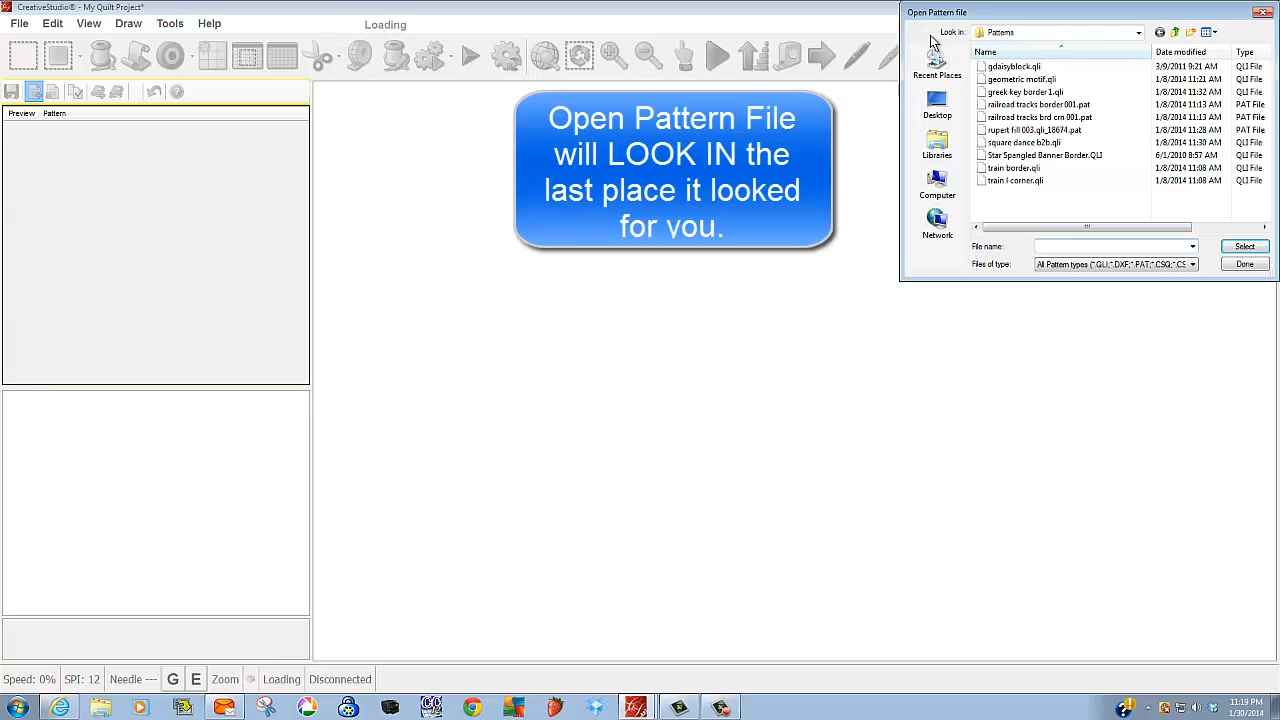 CreativeStudio® - My Quilt Project*
File Edit View Draw Tools Help
Loading
Preview Pattern
Open Pattern File
will LOOK IN the
last place it looked
for you.
Open Pattern file
Look in: Patterns
Name Date modified Type
gdaisyblock.qli 3/9/2011 9:21 AM QLI File
geometric motif.qli 1/8/2014 11:21 AM QLI File
greek key border 1.qli 1/8/2014 11:32 AM QLI File
railroad tracks border 001.pat 1/8/2014 11:13 AM PAT File
railroad tracks brd crn 001.pat 1/8/2014 11:13 AM PAT File
rupert fill 003.qli_18674.pat 1/8/2014 11:28 AM PAT File
square dance b2b.qli 1/8/2014 11:30 AM QLI File
Star Spangled Banner Border.QLI 6/1/2010 8:57 AM QLI File
train border.qli 1/8/2014 11:08 AM QLI File
train l corner.qli 1/8/2014 11:08 AM QLI File
Recent Places
Desktop
Libraries
Computer
Network
File name: Select
Files of type: All Pattern types (*.QLI;*.DXF;*.PAT;*.CSQ;*.CS Done
Speed: 0% SPI: 12 Needle --- G E Zoom Loading Disconnected
11:19 PM
1/30/2014